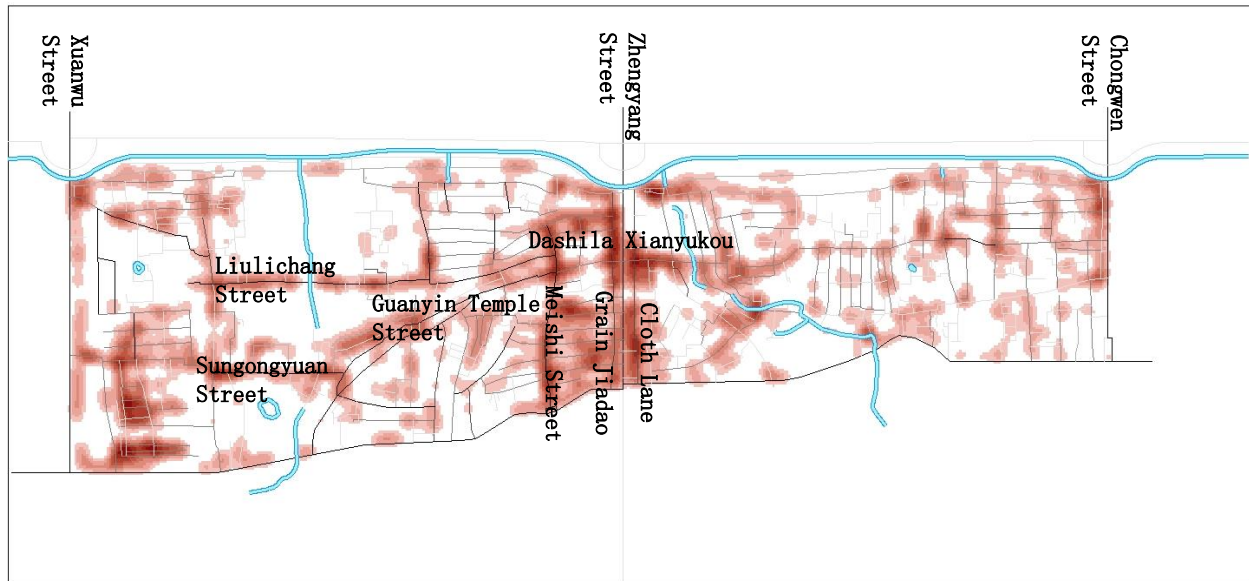 Xuanwu
Street
Zhengyang
Street
Chongwen
Street
Dashila Xianyukou
Liulichang
Street
Guanyin Temple
Street
Meishi Street
Grain Jiadao
Cloth Lane
Sungongyuan
Street